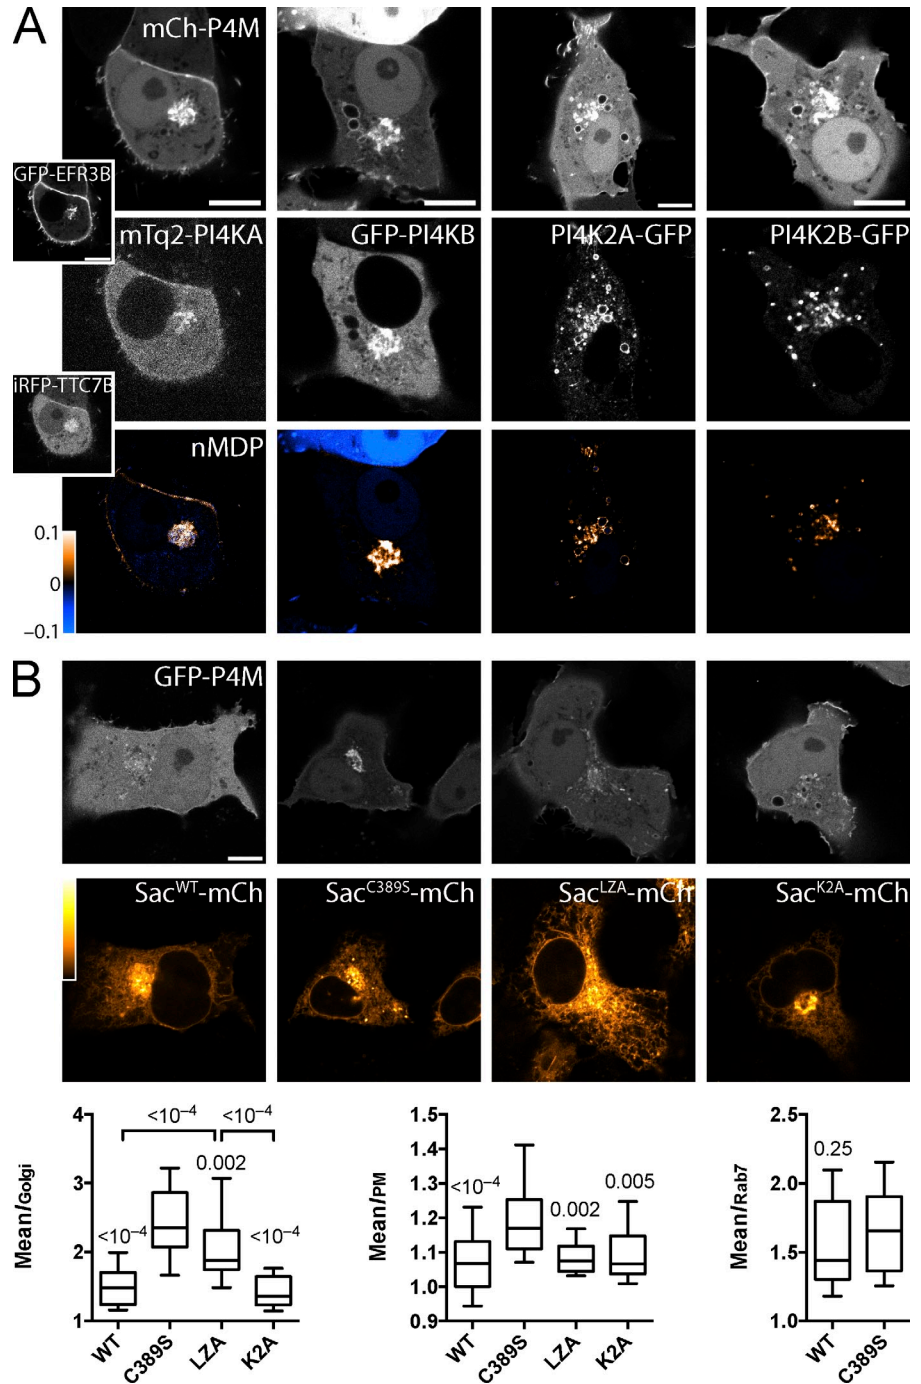 A
mCh-P4M
GFP-EFR3B
mTq2-PI4KA
GFP-PI4KB
PI4K2A-GFP
PI4K2B-GFP
iRFP-TTC7B
nMDP
0.1
0
–0.1
B
GFP-P4M
Sac^WT-mCh
Sac^C389S-mCh
Sac^LZA-mCh
Sac^K2A-mCh
Mean/Golgi
4
3
2
1
<10⁻⁴
<10⁻⁴
<10⁻⁴
0.002
<10⁻⁴
WT
C389S
LZA
K2A
Mean/PM
1.5
1.4
1.3
1.2
1.1
1.0
0.9
<10⁻⁴
0.002
0.005
WT
C389S
LZA
K2A
Mean/Rab7
2.5
2.0
1.5
1.0
0.25
WT
C389S